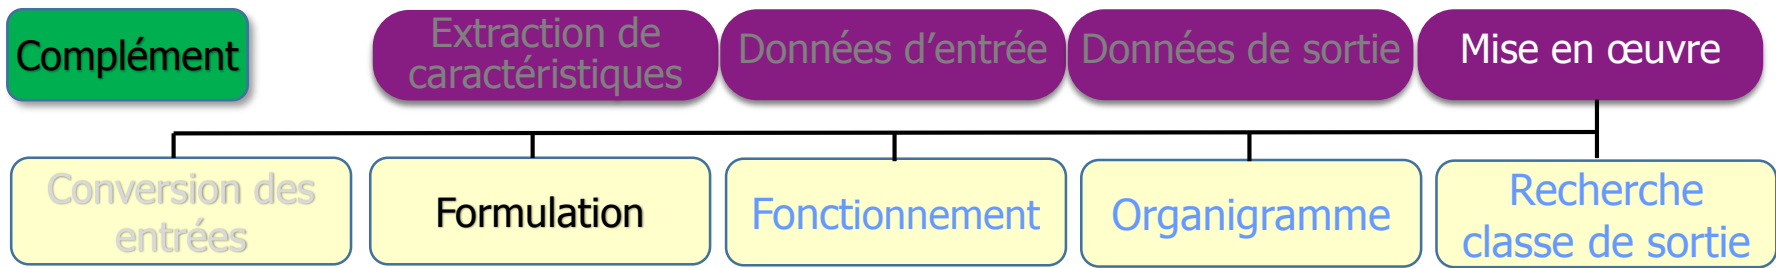 Complément
Extraction de
caractéristiques
Données d’entrée
Données de sortie
Mise en œuvre
Conversion des
entrées
Formulation
Fonctionnement
Organigramme
Recherche
classe de sortie